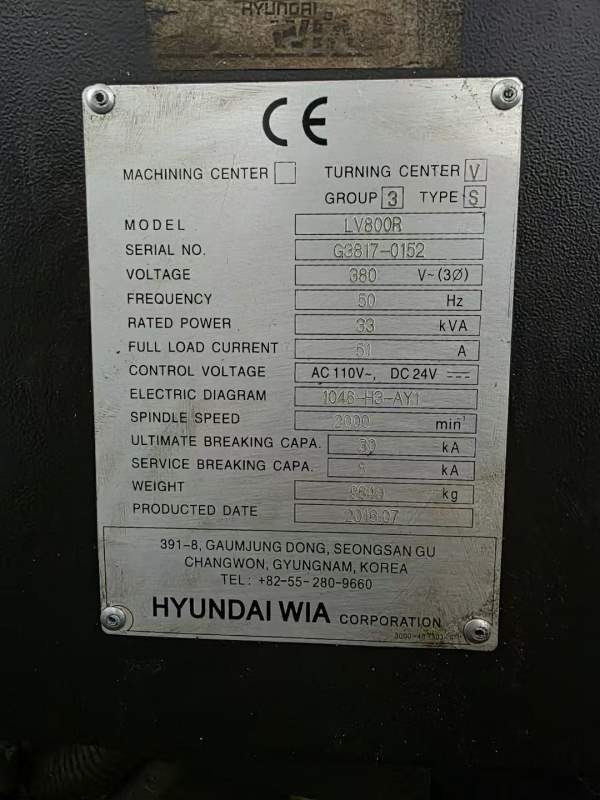 HYUNDAI
WIA
CE
MACHINING CENTER TURNING CENTER V
GROUP 3 TYPE S
MODEL LV800R
SERIAL NO. G3817-0152
VOLTAGE 380 V~(3Ø)
FREQUENCY 50 Hz
RATED POWER 33 kVA
FULL LOAD CURRENT 51 A
CONTROL VOLTAGE AC 110V~, DC 24V
ELECTRIC DIAGRAM 1046-H3-AY1
SPINDLE SPEED 2000 min
ULTIMATE BREAKING CAPA. 30 kA
SERVICE BREAKING CAPA. kA
WEIGHT kg
PRODUCTED DATE
391-8, GAUMJUNG DONG, SEONGSAN GU
CHANGWON, GYUNGNAM, KOREA
TEL: +82-55-280-9660
HYUNDAI WIA CORPORATION